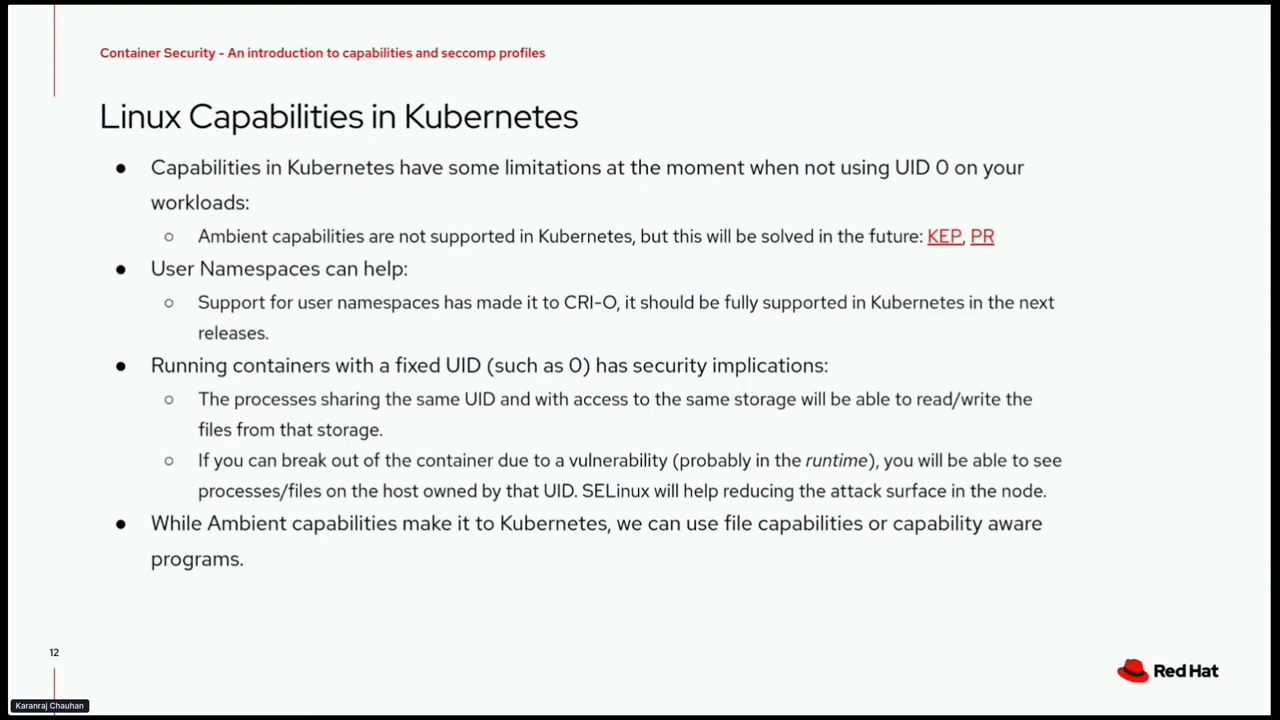 Container Security - An introduction to capabilities and seccomp profiles
Linux Capabilities in Kubernetes
● Capabilities in Kubernetes have some limitations at the moment when not using UID 0 on your
workloads:
○ Ambient capabilities are not supported in Kubernetes, but this will be solved in the future: KEP, PR
● User Namespaces can help:
○ Support for user namespaces has made it to CRI-O, it should be fully supported in Kubernetes in the next
releases.
● Running containers with a fixed UID (such as 0) has security implications:
○ The processes sharing the same UID and with access to the same storage will be able to read/write the
files from that storage.
○ If you can break out of the container due to a vulnerability (probably in the runtime), you will be able to see
processes/files on the host owned by that UID. SELinux will help reducing the attack surface in the node.
● While Ambient capabilities make it to Kubernetes, we can use file capabilities or capability aware
programs.
12
Red Hat
Karanraj Chauhan